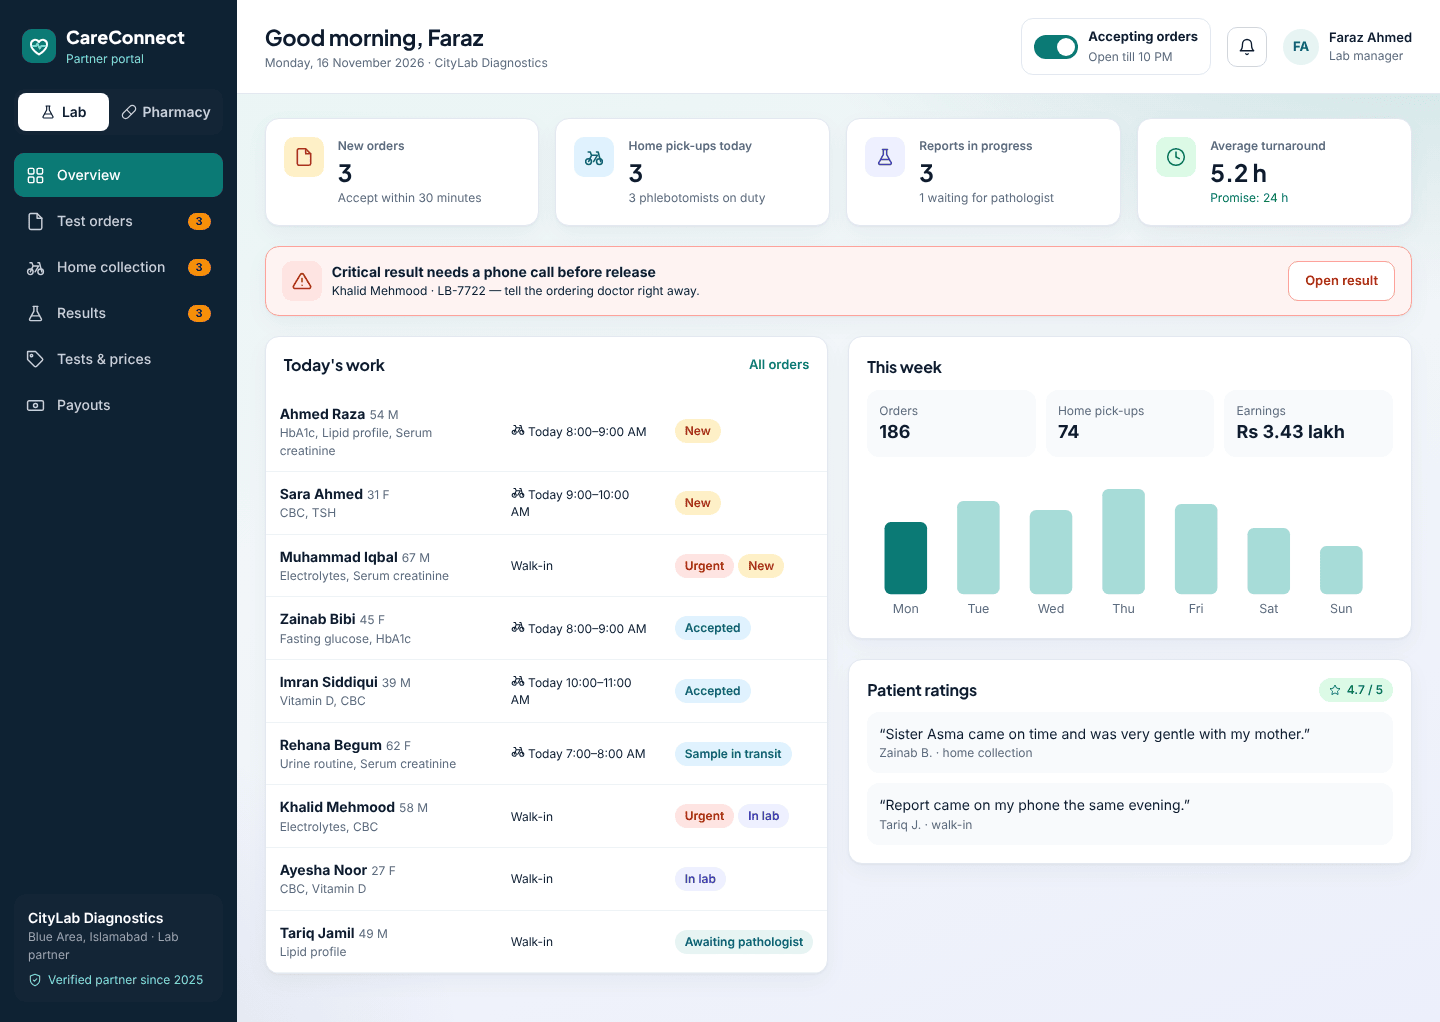 CareConnect
Partner portal
Lab
Pharmacy
Overview
Test orders 3
Home collection 3
Results 3
Tests & prices
Payouts
CityLab Diagnostics
Blue Area, Islamabad · Lab
partner
Verified partner since 2025
Good morning, Faraz
Monday, 16 November 2026 · CityLab Diagnostics
Accepting orders
Open till 10 PM
FA
Faraz Ahmed
Lab manager
New orders
3
Accept within 30 minutes
Home pick-ups today
3
3 phlebotomists on duty
Reports in progress
3
1 waiting for pathologist
Average turnaround
5.2 h
Promise: 24 h
Critical result needs a phone call before release
Khalid Mehmood · LB-7722 — tell the ordering doctor right away.
Open result
Today's work
All orders
Ahmed Raza 54 M
HbA1c, Lipid profile, Serum
creatinine
Today 8:00–9:00 AM
New
Sara Ahmed 31 F
CBC, TSH
Today 9:00–10:00
AM
New
Muhammad Iqbal 67 M
Electrolytes, Serum creatinine
Walk-in
Urgent New
Zainab Bibi 45 F
Fasting glucose, HbA1c
Today 8:00–9:00 AM
Accepted
Imran Siddiqui 39 M
Vitamin D, CBC
Today 10:00–11:00
AM
Accepted
Rehana Begum 62 F
Urine routine, Serum creatinine
Today 7:00–8:00 AM
Sample in transit
Khalid Mehmood 58 M
Electrolytes, CBC
Walk-in
Urgent In lab
Ayesha Noor 27 F
CBC, Vitamin D
Walk-in
In lab
Tariq Jamil 49 M
Lipid profile
Walk-in
Awaiting pathologist
This week
Orders
186
Home pick-ups
74
Earnings
Rs 3.43 lakh
Mon Tue Wed Thu Fri Sat Sun
Patient ratings
4.7 / 5
“Sister Asma came on time and was very gentle with my mother.”
Zainab B. · home collection
“Report came on my phone the same evening.”
Tariq J. · walk-in